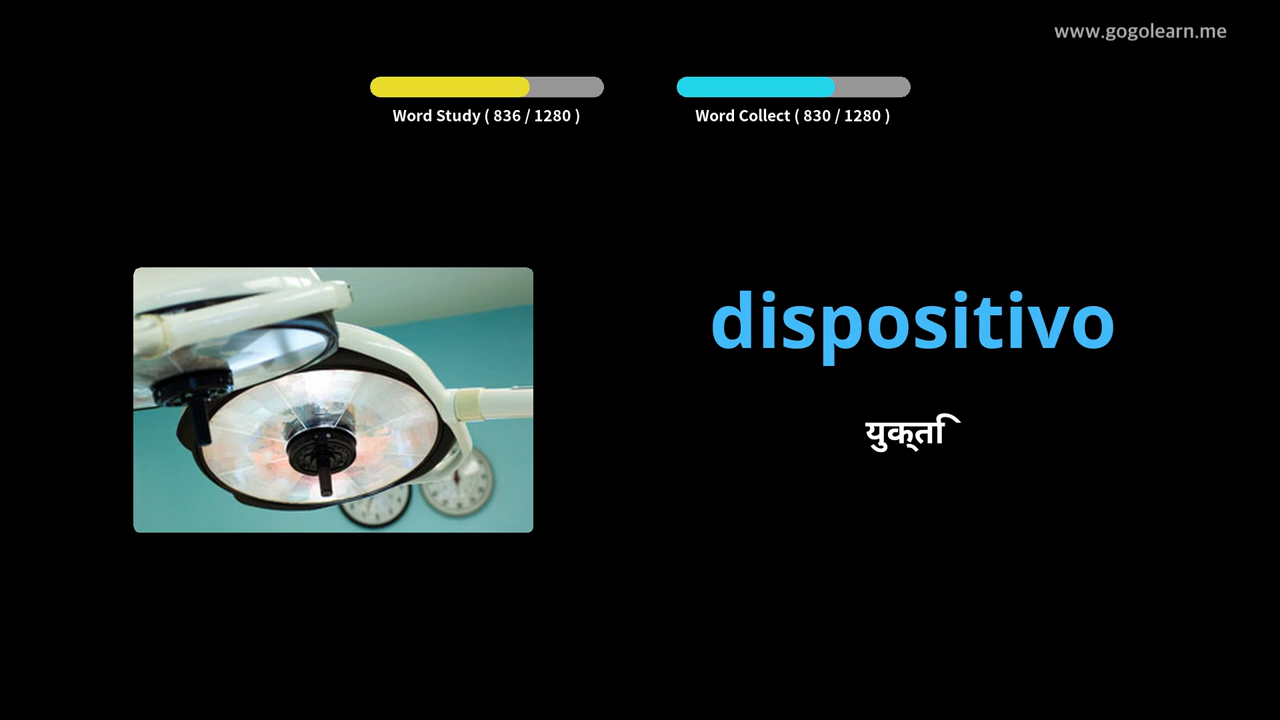 www.gogolearn.me
Word Study ( 836 / 1280 )
Word Collect ( 830 / 1280 )
dispositivo
युक्ति